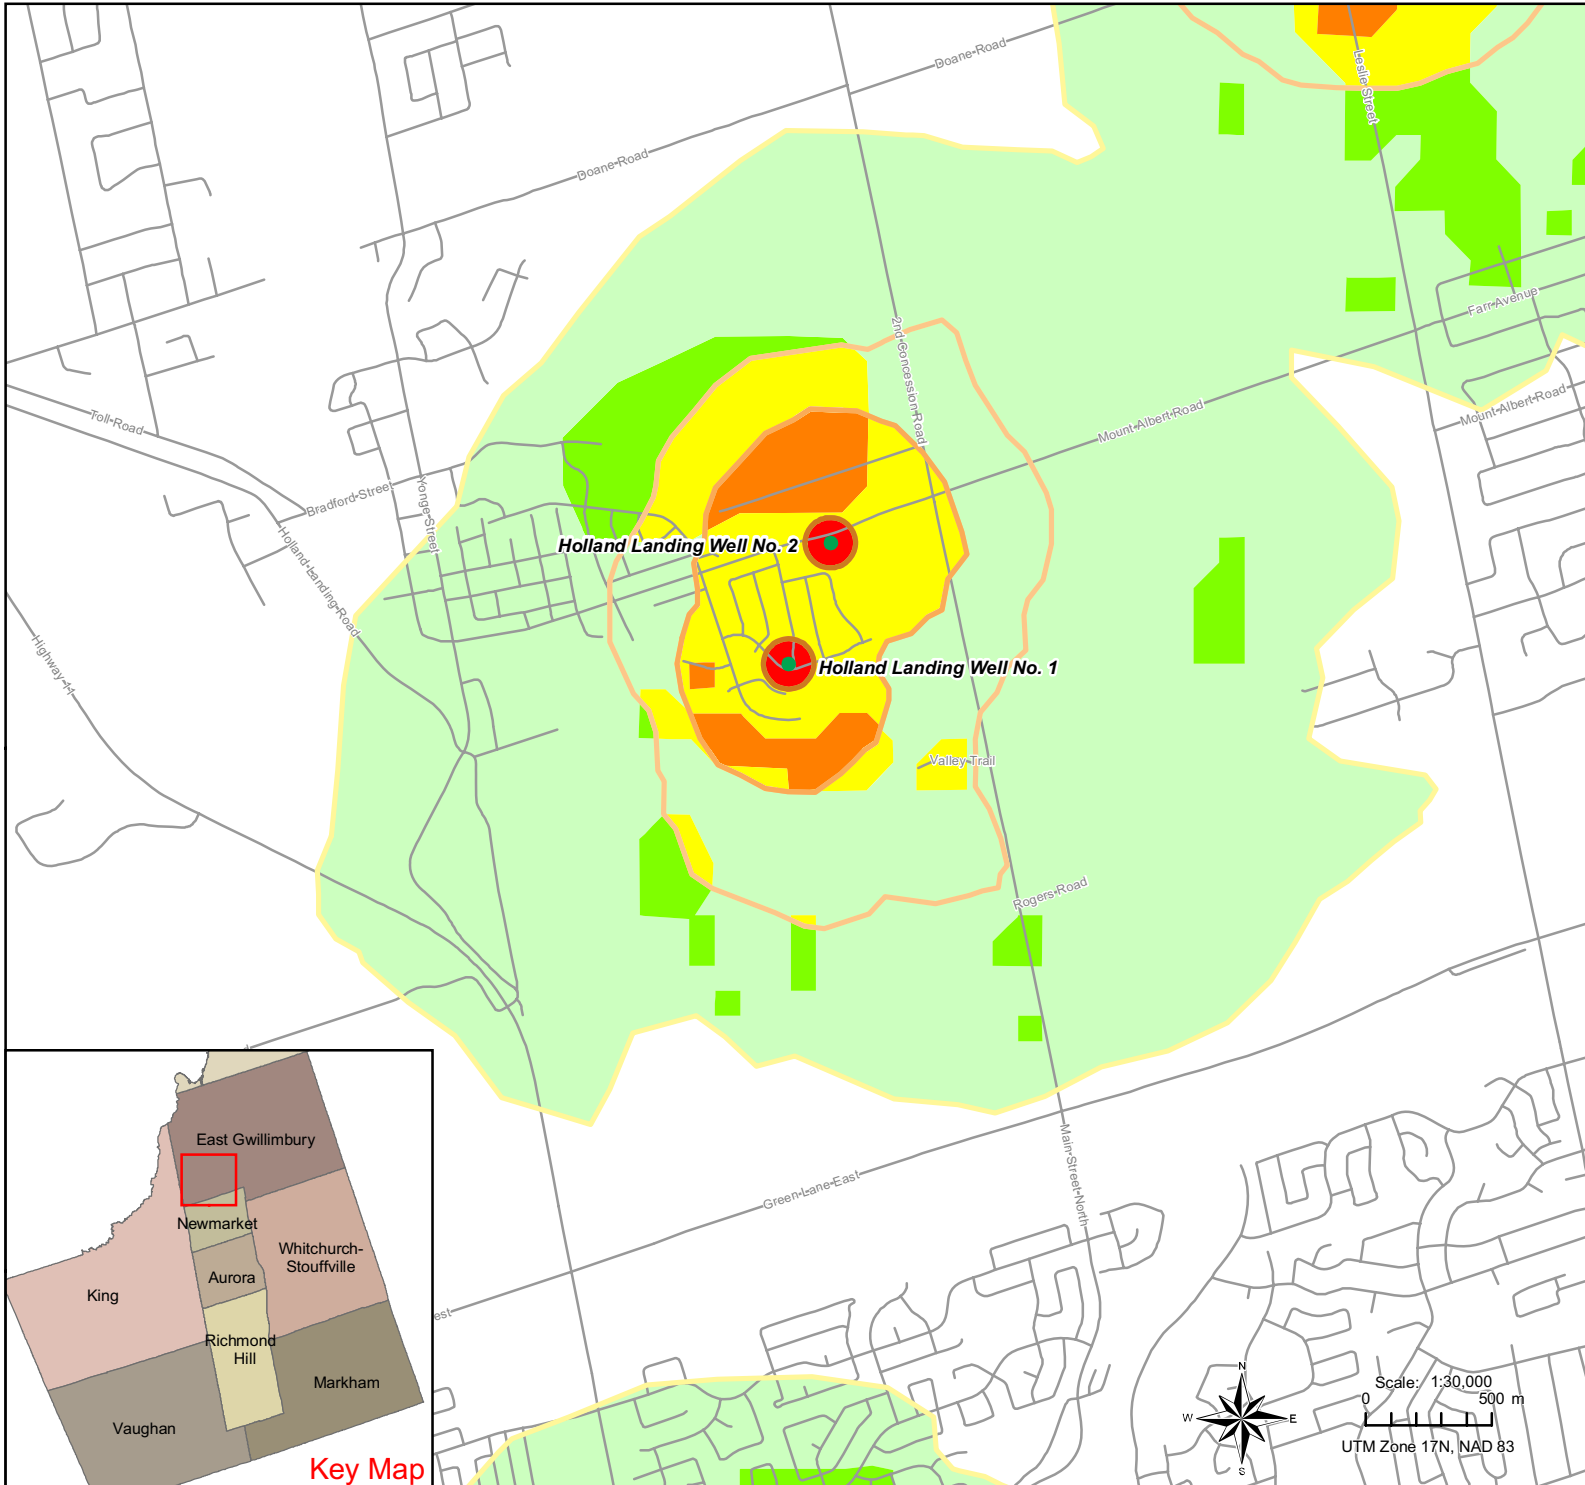 Doane Road
Leslie Street
Doane Road
Farr Avenue
2nd Concession Road
Mount Albert Road
Mount Albert Road
Toll Road
Bradford Street
Yonge Street
Holland Landing Road
Holland Landing Well No. 2
Highway 11
Holland Landing Well No. 1
Valley Trail
Rogers Road
Main Street North
Green Lane East
est
East Gwillimbury
Newmarket
Whitchurch-
Stouffville
Aurora
King
Richmond
Hill
Markham
Vaughan
Key Map
N
W
E
S
Scale: 1:30,000
0 500 m
UTM Zone 17N, NAD 83